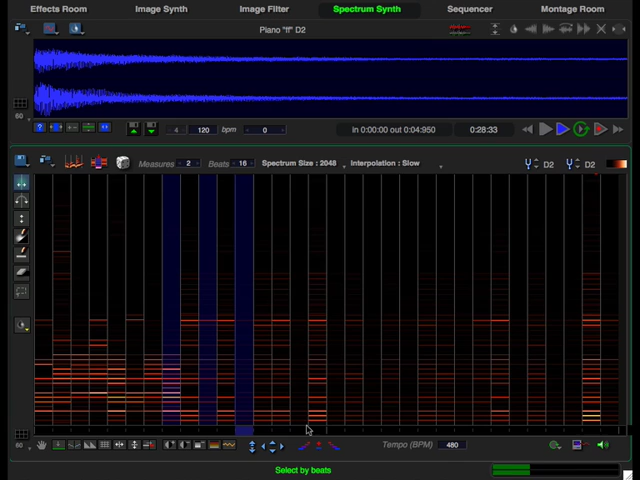 Effects Room Image Synth Image Filter Spectrum Synth Sequencer Montage Room
Piano "ff" D2
60
? 4 120 bpm 0 in 0:00:00 out 0:04:950 0:28:33
Measures 2 Beats 16 Spectrum Size : 2048 Interpolation : Slow D2 D2
60
Tempo (BPM) 480
Select by beats